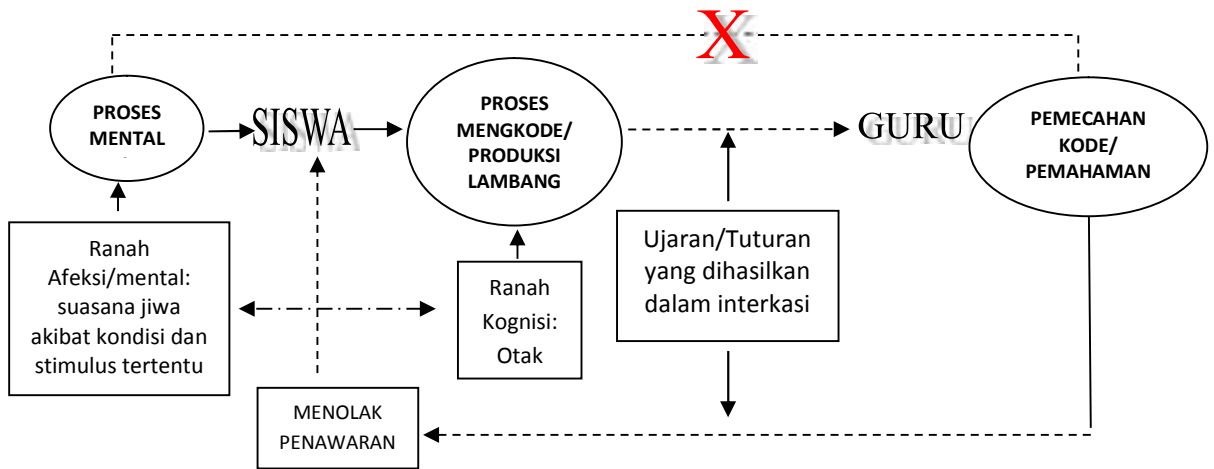 X
PROSES
MENTAL
SISWA
PROSES
MENGKODE/
PRODUKSI
LAMBANG
GURU
PEMECAHAN
KODE/
PEMAHAMAN
Ranah
Afeksi/mental:
suasana jiwa
akibat kondisi dan
stimulus tertentu
Ranah
Kognisi:
Otak
Ujaran/Tuturan
yang dihasilkan
dalam interkasi
MENOLAK
PENAWARAN